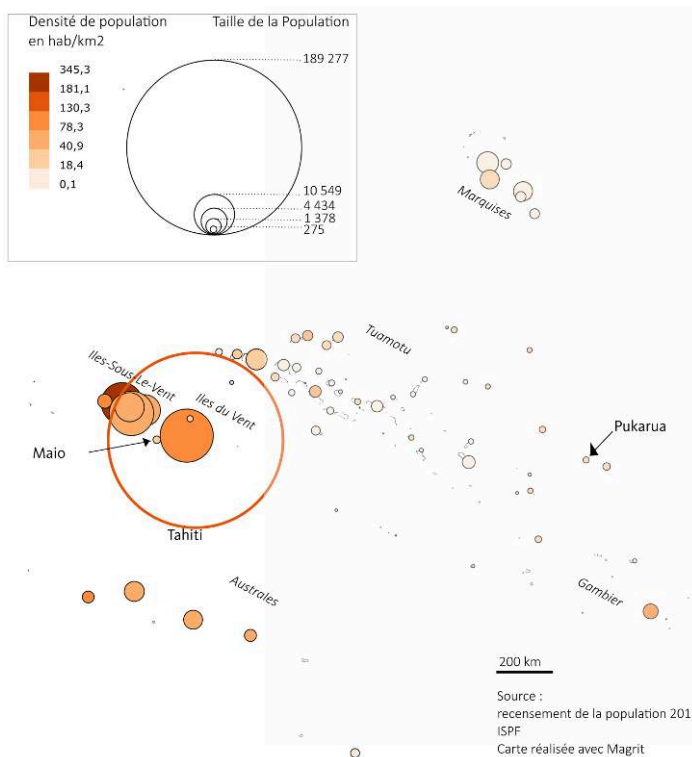 Densité de population
en hab/km2
Taille de la Population
345,3
181,1
130,3
78,3
40,9
18,4
0,1
189 277
10 549
4 434
1 378
275
Marquises
Tuamotu
Iles-Sous-Le-Vent
Iles du Vent
Maio
Pukarua
Tahiti
Australes
Gambier
200 km
Source :
recensement de la population 201
ISPF
Carte réalisée avec Magrit